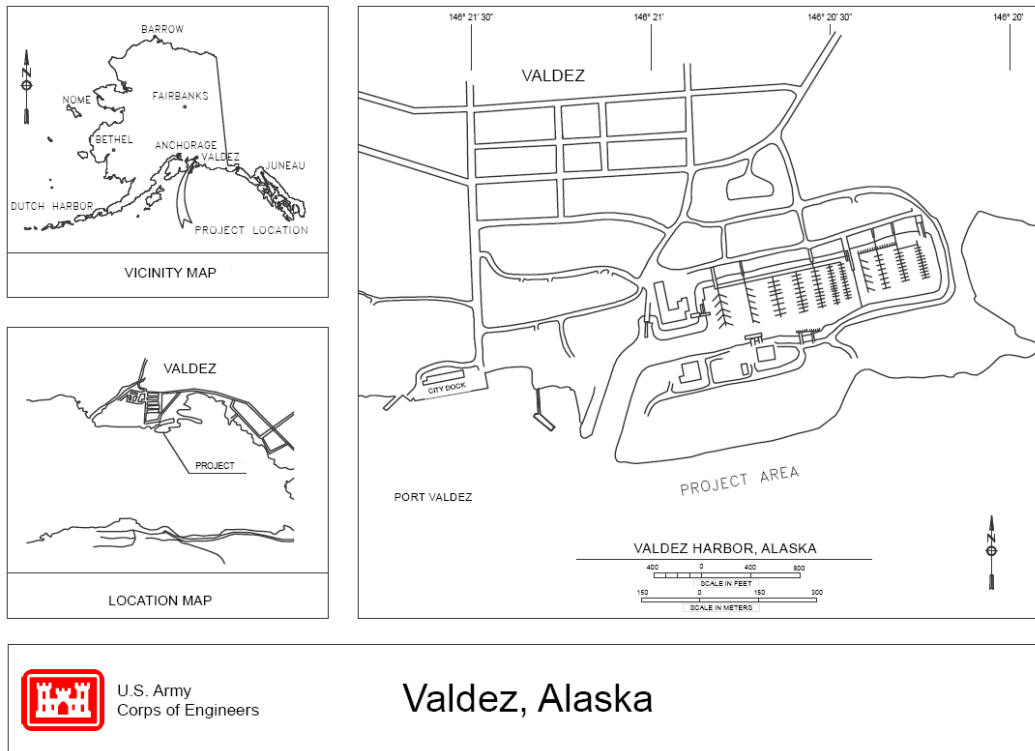 BARROW
N
NOME
FAIRBANKS
BETHEL
ANCHORAGE
VALDEZ
JUNEAU
DUTCH HARBOR
PROJECT LOCATION
VICINITY MAP
VALDEZ
PROJECT
LOCATION MAP
146° 21' 30"
146° 21'
146° 20' 30"
146° 20'
VALDEZ
CITY DOCK
PROJECT AREA
PORT VALDEZ
N
VALDEZ HARBOR, ALASKA
400 0 400 800
SCALE IN FEET
150 0 150 300
SCALE IN METERS
U.S. Army
Corps of Engineers
Valdez, Alaska